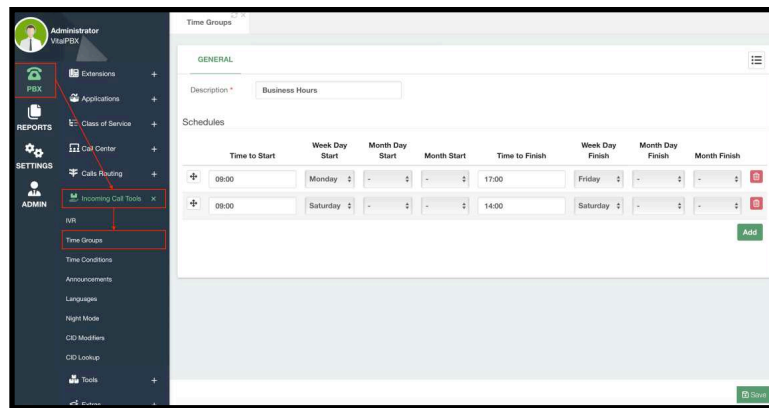 Administrator
VitalPBX
PBX
REPORTS
SETTINGS
ADMIN
Extensions +
Applications +
Class of Service +
Call Center +
Calls Routing +
Incoming Call Tools ×
IVR
Time Groups
Time Conditions
Announcements
Languages
Night Mode
CID Modifiers
CID Lookup
Tools +
Extras +
Time Groups ×
GENERAL
Description * Business Hours
Schedules
Time to Start Week Day Start Month Day Start Month Start Time to Finish Week Day Finish Month Day Finish Month Finish
09:00 Monday - - 17:00 Friday - -
09:00 Saturday - - 14:00 Saturday - -
Add
Save